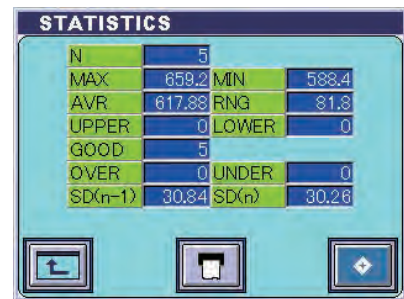 STATISTICS
N 5
MAX 659.2 MIN 588.4
AVR 617.88 RNG 81.8
UPPER 0 LOWER 0
GOOD 5
OVER 0 UNDER 0
SD(n-1) 30.84 SD(n) 30.26